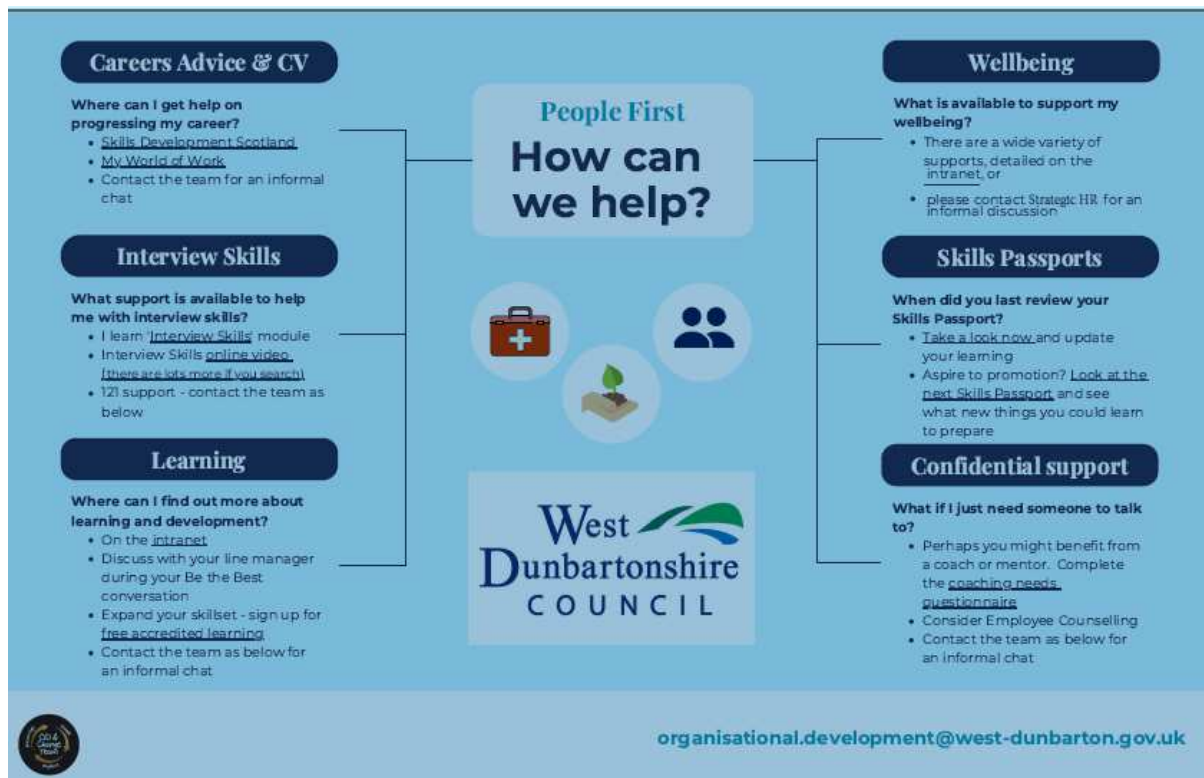 Careers Advice & CV
Where can I get help on
progressing my career?
• Skills Development Scotland
• My World of Work
• Contact the team for an informal
chat
Interview Skills
What support is available to help
me with interview skills?
• I learn 'Interview Skills' module
• Interview Skills online video
(there are lots more if you search)
• 121 support - contact the team as
below
Learning
Where can I find out more about
learning and development?
• On the intranet
• Discuss with your line manager
during your Be the Best
conversation
• Expand your skillset - sign up for
free accredited learning
• Contact the team as below for
an informal chat
People First
How can
we help?
West
Dunbartonshire
COUNCIL
Wellbeing
What is available to support my
wellbeing?
• There are a wide variety of
supports, detailed on the
intranet, or
• please contact Strategic HR for an
informal discussion
Skills Passports
When did you last review your
Skills Passport?
• Take a look now and update
your learning
• Aspire to promotion? Look at the
next Skills Passport and see
what new things you could learn
to prepare
Confidential support
What if I just need someone to talk
to?
• Perhaps you might benefit from
a coach or mentor. Complete
the coaching needs
questionnaire
• Consider Employee Counselling
• Contact the team as below for
an informal chat
OD &
Change
Team
organisational.development@west-dunbarton.gov.uk